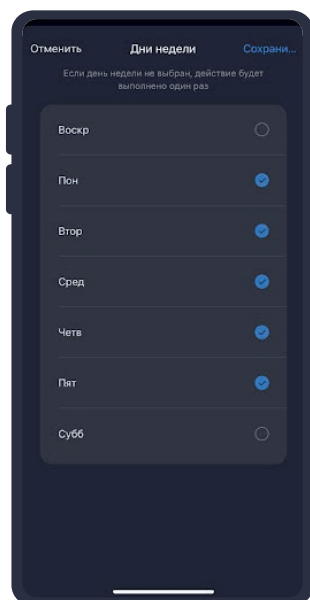 Отменить Дни недели Сохрани...
Если день недели не выбран, действие будет
выполнено один раз
Воскр
Пон
Втор
Сред
Четв
Пят
Субб